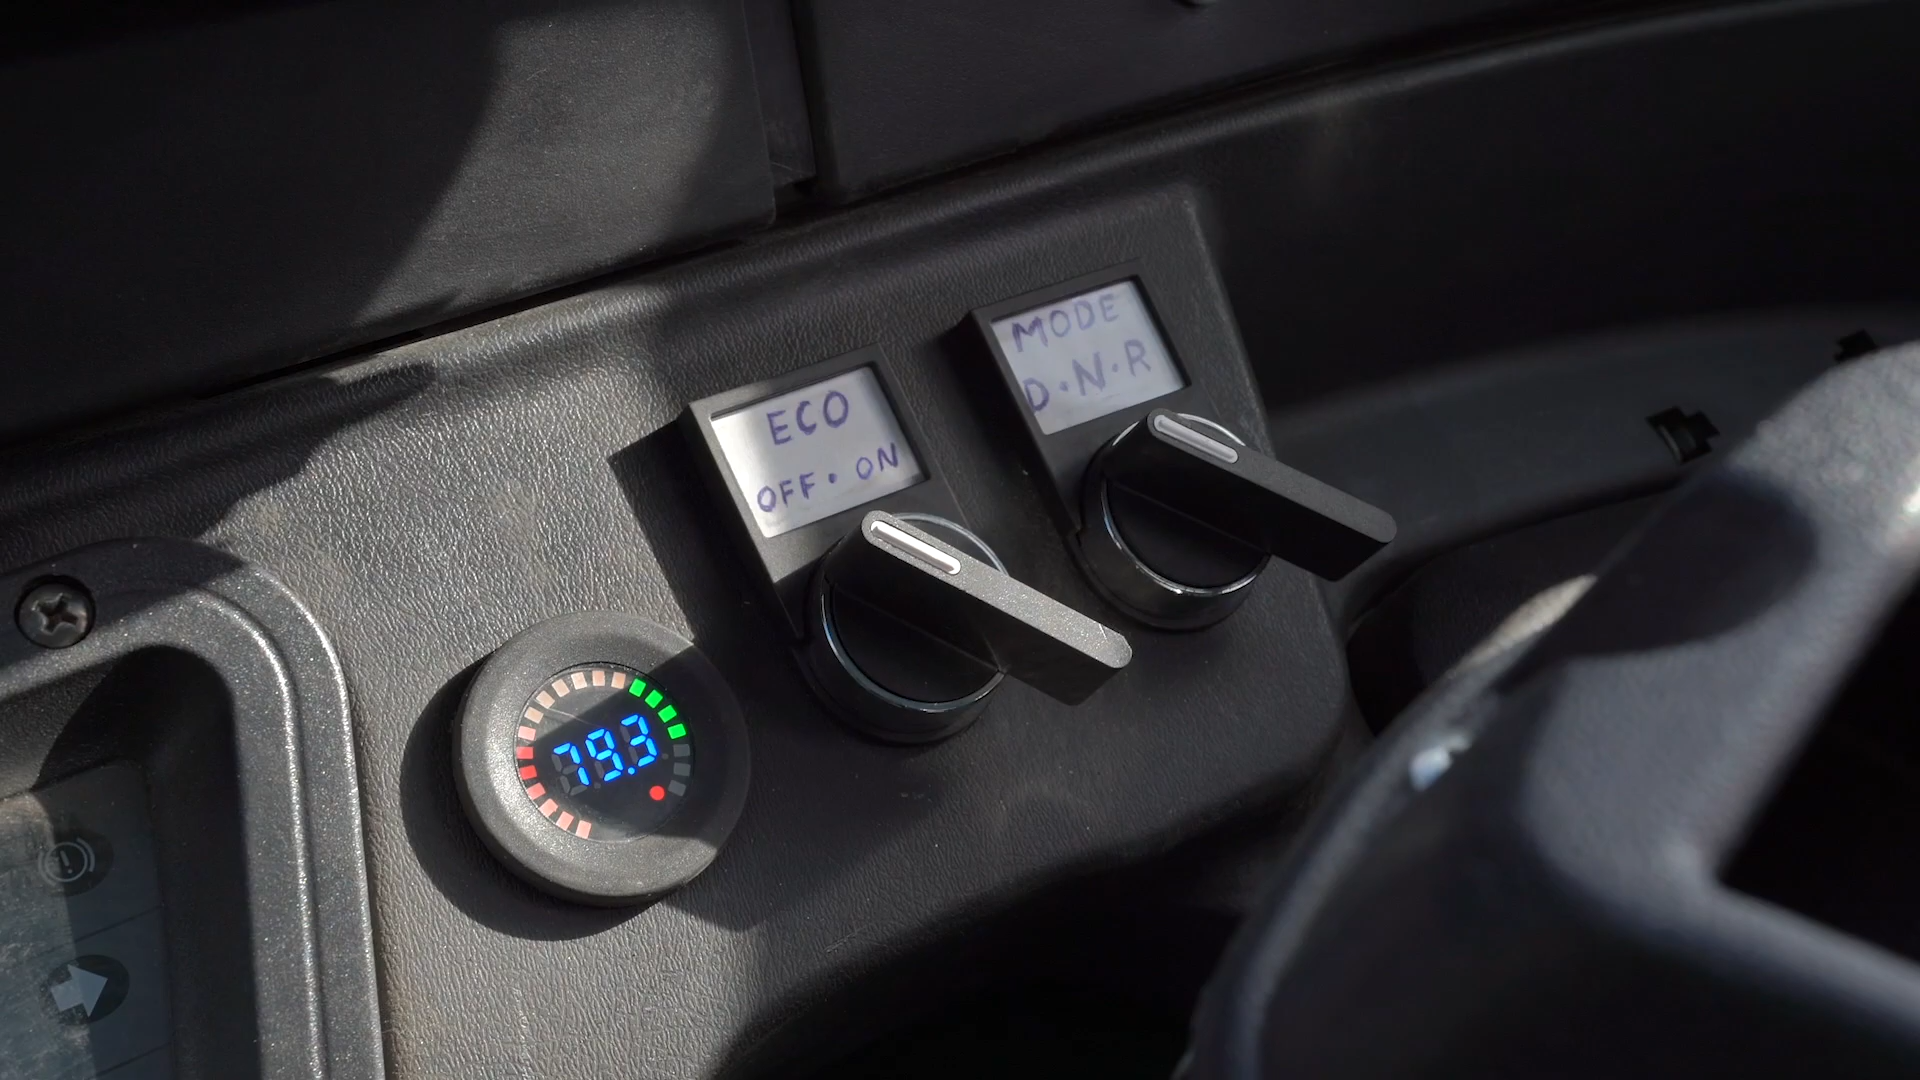 ECO
OFF · ON
MODE
D · N · R
79.3